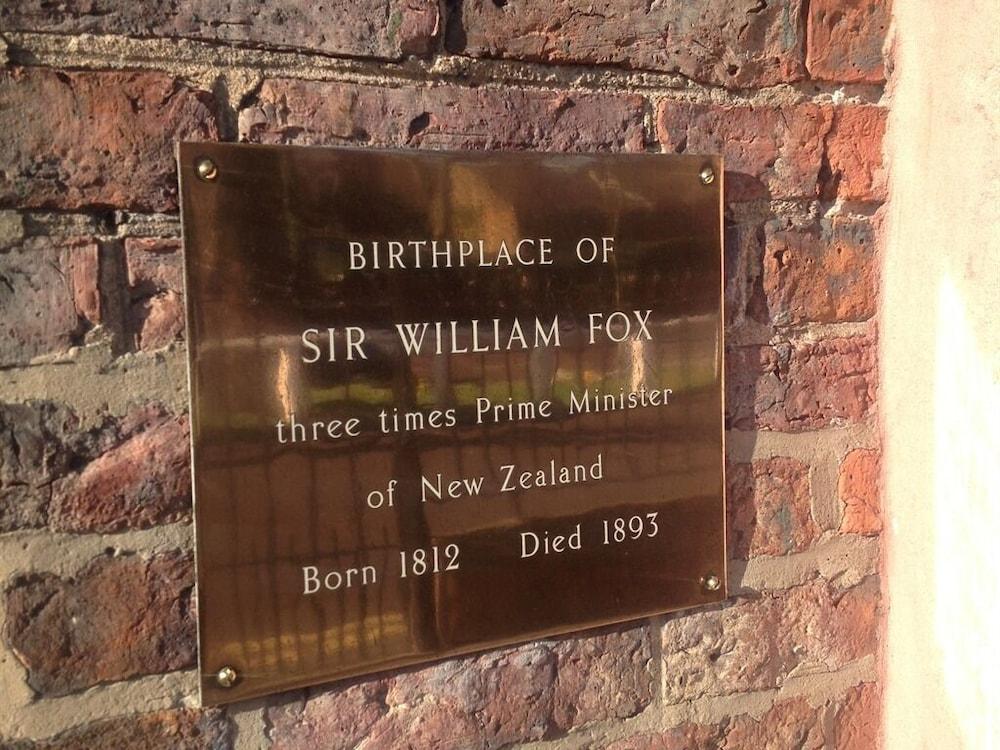 BIRTHPLACE OF
SIR WILLIAM FOX
three times Prime Minister
of New Zealand
Born 1812 Died 1893